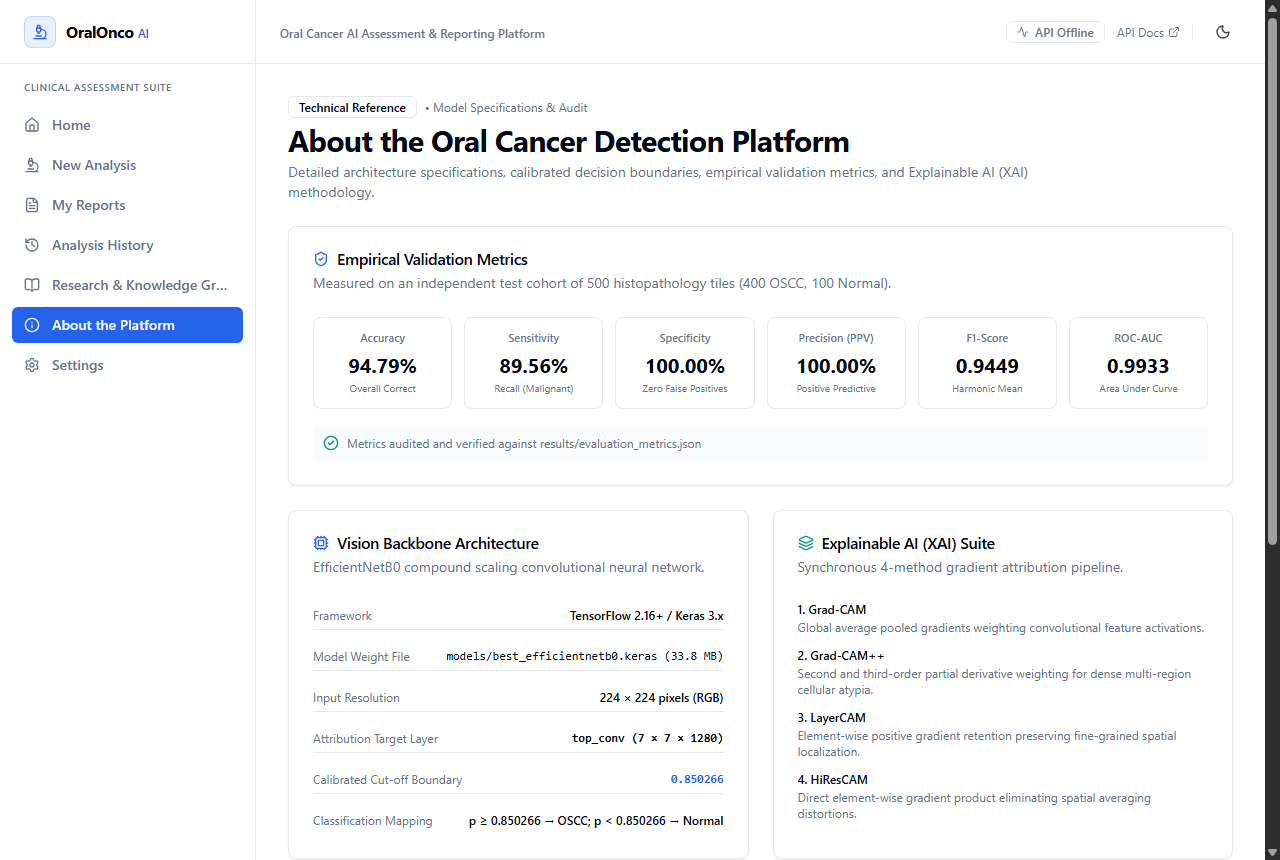 OralOnco AI
Oral Cancer AI Assessment & Reporting Platform
API Offline
API Docs
CLINICAL ASSESSMENT SUITE
Home
New Analysis
My Reports
Analysis History
Research & Knowledge Gr...
About the Platform
Settings
Technical Reference
• Model Specifications & Audit
About the Oral Cancer Detection Platform
Detailed architecture specifications, calibrated decision boundaries, empirical validation metrics, and Explainable AI (XAI)
methodology.
Empirical Validation Metrics
Measured on an independent test cohort of 500 histopathology tiles (400 OSCC, 100 Normal).
Accuracy
94.79%
Overall Correct
Sensitivity
89.56%
Recall (Malignant)
Specificity
100.00%
Zero False Positives
Precision (PPV)
100.00%
Positive Predictive
F1-Score
0.9449
Harmonic Mean
ROC-AUC
0.9933
Area Under Curve
Metrics audited and verified against results/evaluation_metrics.json
Vision Backbone Architecture
EfficientNetB0 compound scaling convolutional neural network.
Framework TensorFlow 2.16+ / Keras 3.x
Model Weight File models/best_efficientnetb0.keras (33.8 MB)
Input Resolution 224 × 224 pixels (RGB)
Attribution Target Layer top_conv (7 × 7 × 1280)
Calibrated Cut-off Boundary 0.850266
Classification Mapping p ≥ 0.850266 → OSCC; p < 0.850266 → Normal
Explainable AI (XAI) Suite
Synchronous 4-method gradient attribution pipeline.
1. Grad-CAM
Global average pooled gradients weighting convolutional feature activations.
2. Grad-CAM++
Second and third-order partial derivative weighting for dense multi-region
cellular atypia.
3. LayerCAM
Element-wise positive gradient retention preserving fine-grained spatial
localization.
4. HiResCAM
Direct element-wise gradient product eliminating spatial averaging
distortions.